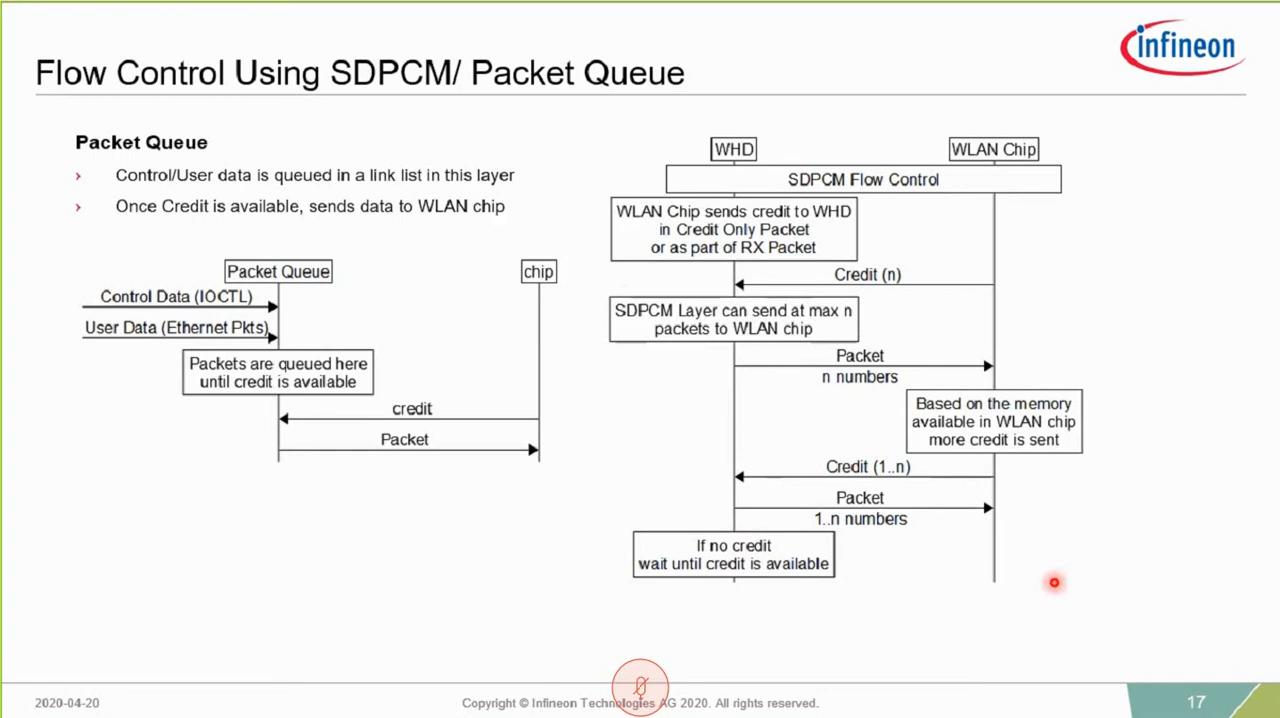 infineon
Flow Control Using SDPCM/ Packet Queue
Packet Queue
› Control/User data is queued in a link list in this layer
› Once Credit is available, sends data to WLAN chip
Packet Queue
chip
Control Data (IOCTL)
User Data (Ethernet Pkts)
Packets are queued here
until credit is available
credit
Packet
WHD
WLAN Chip
SDPCM Flow Control
WLAN Chip sends credit to WHD
in Credit Only Packet
or as part of RX Packet
Credit (n)
SDPCM Layer can send at max n
packets to WLAN chip
Packet
n numbers
Based on the memory
available in WLAN chip
more credit is sent
Credit (1..n)
Packet
1..n numbers
If no credit
wait until credit is available
2020-04-20
Copyright © Infineon Technologies AG 2020. All rights reserved.
17